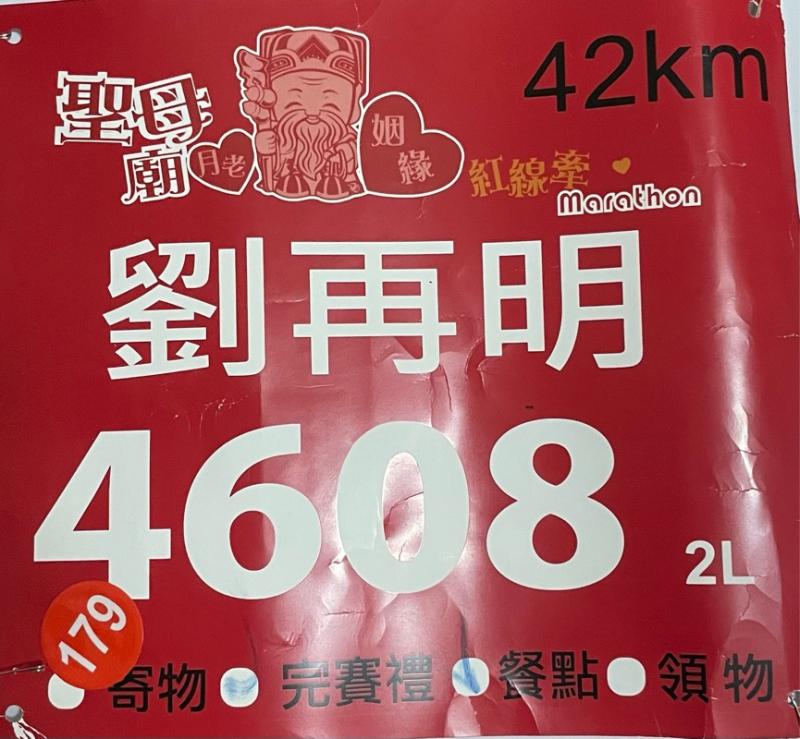 42km
聖母廟
月老
姻緣
紅線牽
Marathon
劉再明
4608
2L
179
寄物 完賽禮 餐點 領物